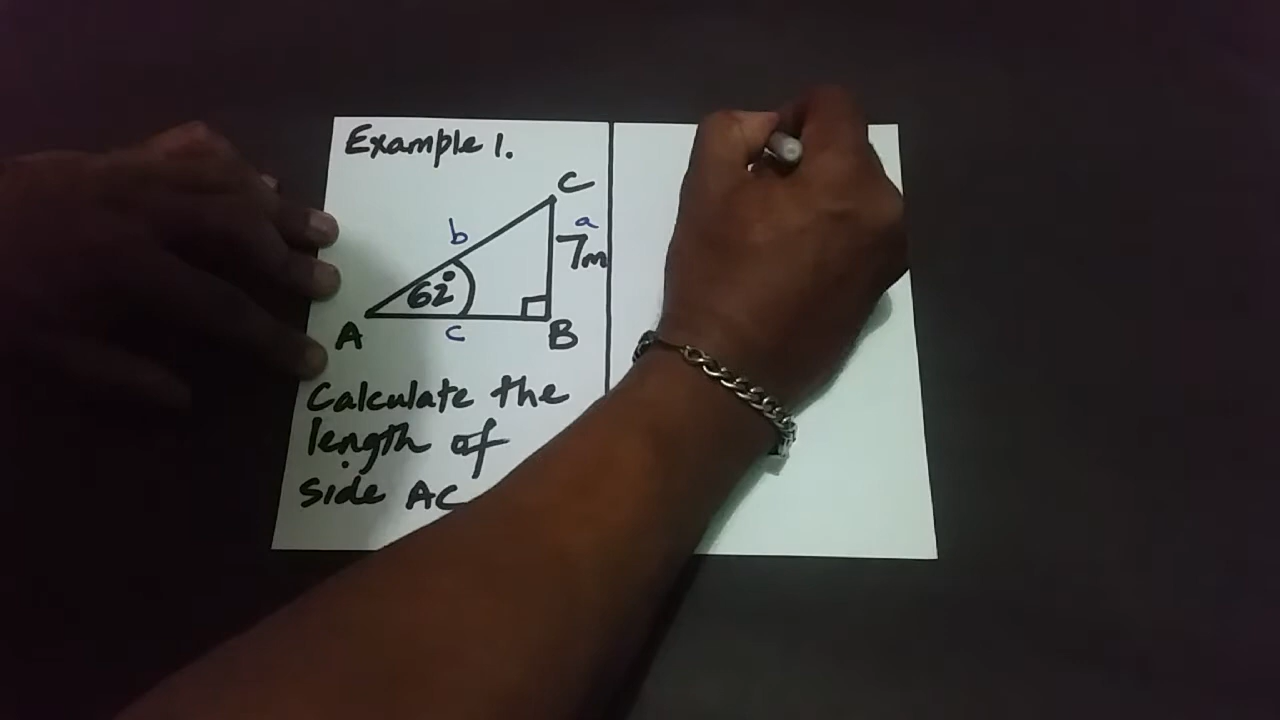 Example 1.
C
b
a
7m
62°
A
c
B
Calculate the
length of
side AC